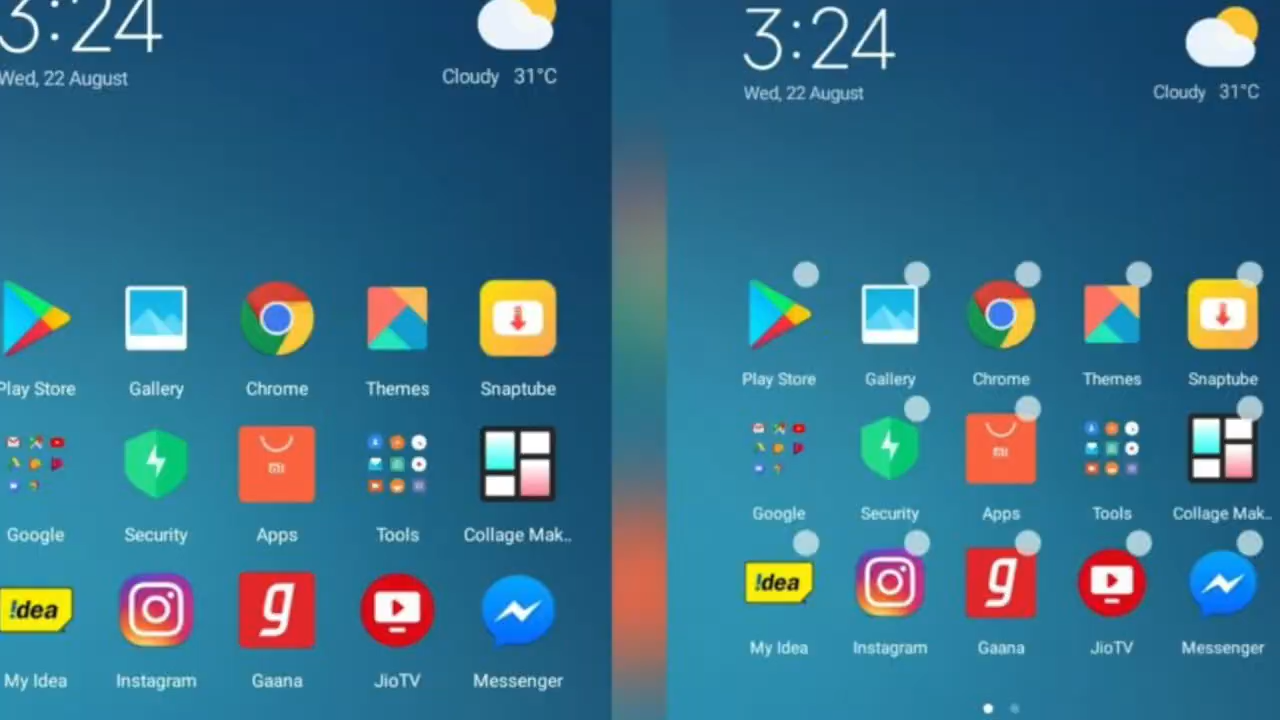 3:24
Wed, 22 August
Cloudy 31°C
Play Store
Gallery
Chrome
Themes
Snaptube
mi
Google
Security
Apps
Tools
Collage Mak..
!dea
g
My Idea
Instagram
Gaana
JioTV
Messenger
3:24
Wed, 22 August
Cloudy 31°C
Play Store
Gallery
Chrome
Themes
Snaptube
mi
Google
Security
Apps
Tools
Collage Mak..
!dea
g
My Idea
Instagram
Gaana
JioTV
Messenger